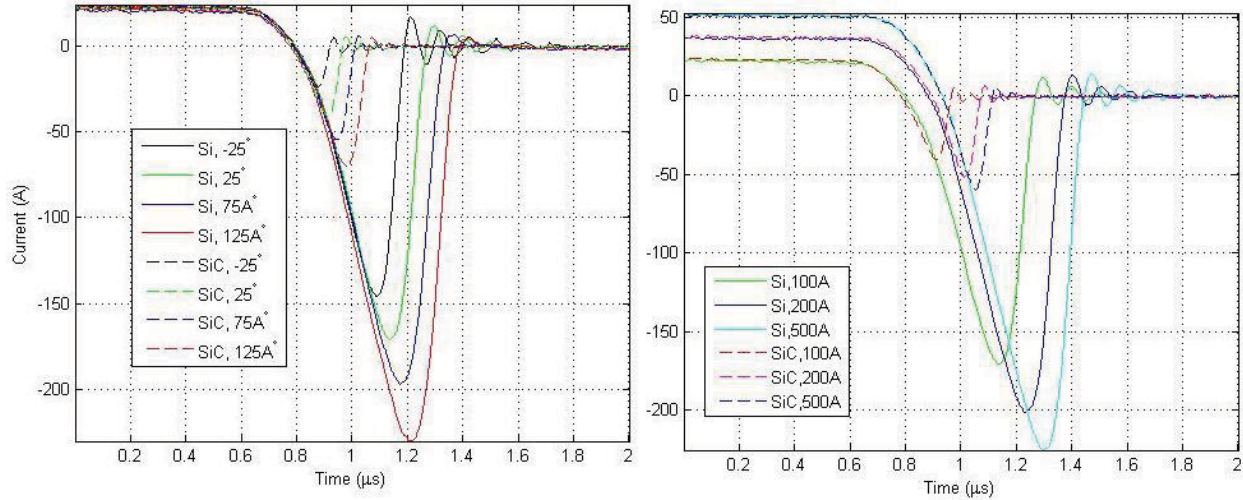 0
-50
-100
-150
-200
Current (A)
0.2 0.4 0.6 0.8 1 1.2 1.4 1.6 1.8 2
Time (μs)
Si, -25°
Si, 25°
Si, 75A°
Si, 125A°
SiC, -25°
SiC, 25°
SiC, 75A°
SiC, 125A°
50
0
-50
-100
-150
-200
0.2 0.4 0.6 0.8 1 1.2 1.4 1.6 1.8 2
Time (μs)
Si,100A
Si,200A
Si,500A
SiC,100A
SiC,200A
SiC,500A